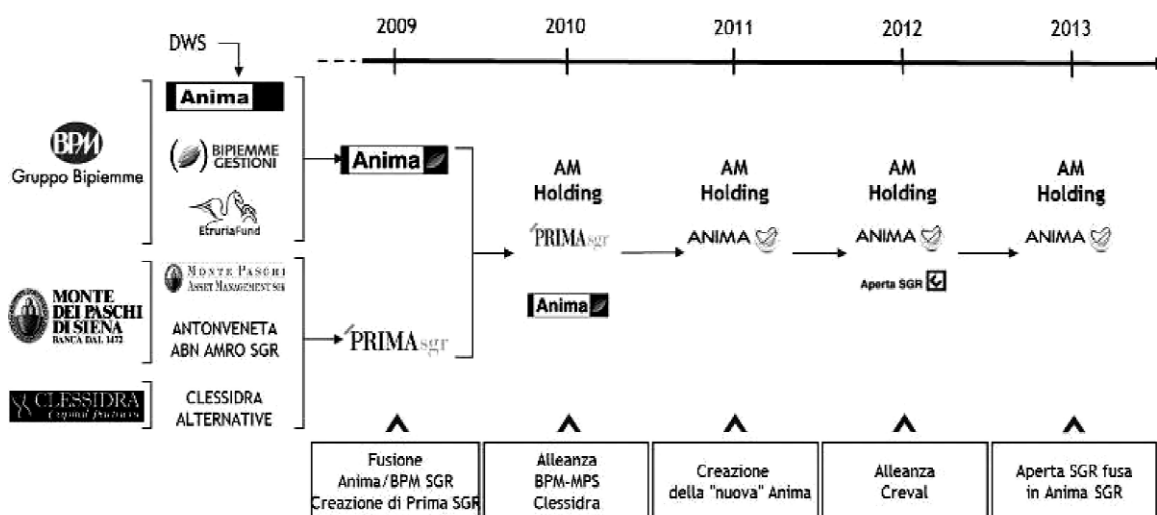 2009
2010
2011
2012
2013
DWS
Anima
BPM
Gruppo Bipiemme
BIPIEMME
GESTIONI
EtruriaFund
Anima
MONTE
DEI PASCHI
DI SIENA
BANCA DAL 1472
MONTE PASCHI
ASSET MANAGEMENT SGR
ANTONVENETA
ABN AMRO SGR
PRIMA sgr
CLESSIDRA
Capital Partners
CLESSIDRA
ALTERNATIVE
AM
Holding
PRIMA sgr
Anima
AM
Holding
ANIMA
AM
Holding
ANIMA
Aperta SGR
AM
Holding
ANIMA
Fusione
Anima/BPM SGR
Creazione di Prima SGR
Alleanza
BPM-MPS
Clessidra
Creazione
della "nuova" Anima
Alleanza
Creval
Aperta SGR fusa
in Anima SGR